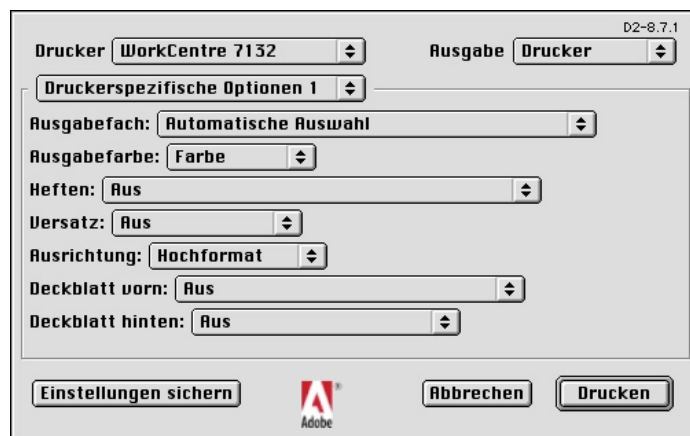 D2-8.7.1
Drucker WorkCentre 7132 Ausgabe Drucker
Druckerspezifische Optionen 1
Ausgabefach: Automatische Auswahl
Ausgabefarbe: Farbe
Heften: Aus
Versatz: Aus
Ausrichtung: Hochformat
Deckblatt vorn: Aus
Deckblatt hinten: Aus
Einstellungen sichern Adobe® Abbrechen Drucken